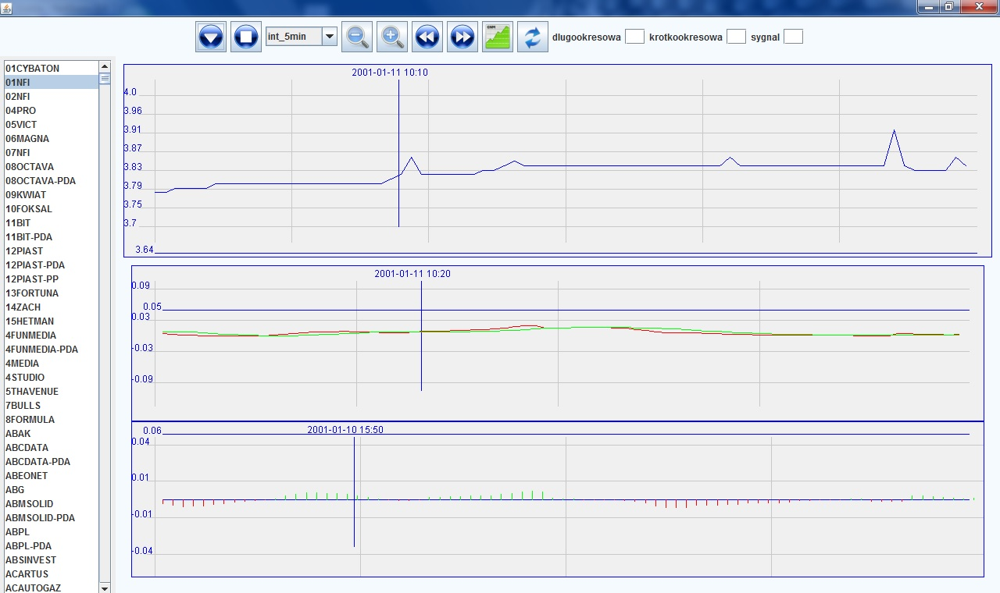 int_5min
GNM
dlugookresowa
krotkookresowa
sygnal
01CYBATON
01NFI
02NFI
04PRO
05VICT
06MAGNA
07NFI
08OCTAVA
08OCTAVA-PDA
09KWIAT
10FOKSAL
11BIT
11BIT-PDA
12PIAST
12PIAST-PDA
12PIAST-PP
13FORTUNA
14ZACH
15HETMAN
4FUNMEDIA
4FUNMEDIA-PDA
4MEDIA
4STUDIO
5THAVENUE
7BULLS
8FORMULA
ABAK
ABCDATA
ABCDATA-PDA
ABEONET
ABG
ABMSOLID
ABMSOLID-PDA
ABPL
ABPL-PDA
ABSINVEST
ACARTUS
ACAUTOGAZ
2001-01-11 10:10
4.0
3.96
3.91
3.87
3.83
3.79
3.75
3.7
3.64
2001-01-11 10:20
0.09
0.05
0.03
-0.03
-0.09
0.06
2001-01-10 15:50
0.04
0.01
-0.01
-0.04